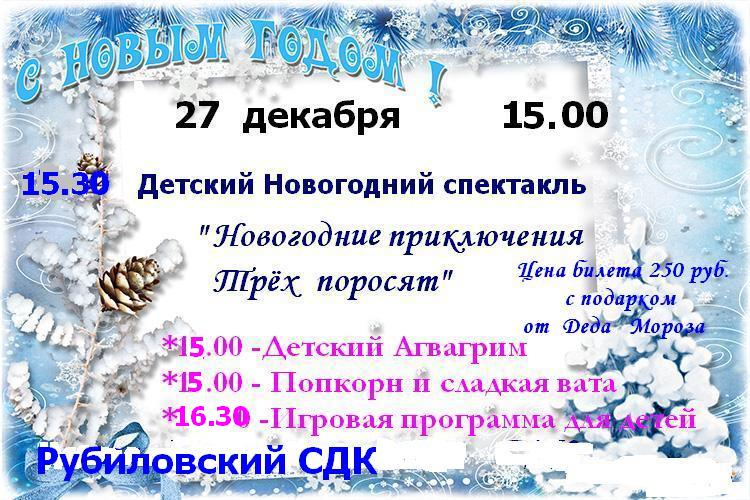 С НОВЫМ ГОДОМ !
27 декабря 15.00
15.30 Детский Новогодний спектакль
"Новогодние приключения
Трёх поросят"
Цена билета 250 руб.
с подарком
от Деда Мороза
*15.00 -Детский Агвагрим
*15.00 - Попкорн и сладкая вата
*16.30 -Игровая программа для детей
Рубиловский СДК